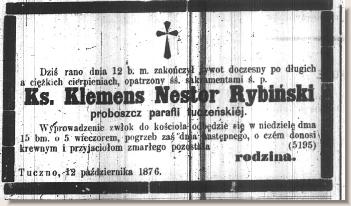 Dziś rano dnia 12 b. m. zakończył żywot doczesny po długich
a ciężkich cierpieniach, opatrzony śś. sakramentami ś. p.
Ks. Klemens Nestor Rybiński
proboszcz parafii tuczeńskiéj.
Wyprowadzenie zwłok do kościoła odbędzie się w niedzielę dnia
15 bm. o 5 wieczorem, pogrzeb zaś dnia następnego, o czém donosi
krewnym i przyjaciołom zmarłego pozostała (5195)
rodzina.
Tuczno, 12 października 1876.